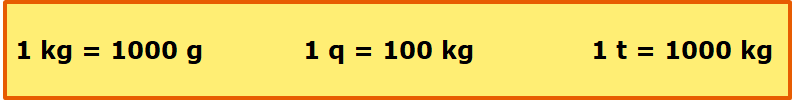 1 kg = 1000 g 1 q = 100 kg 1 t = 1000 kg